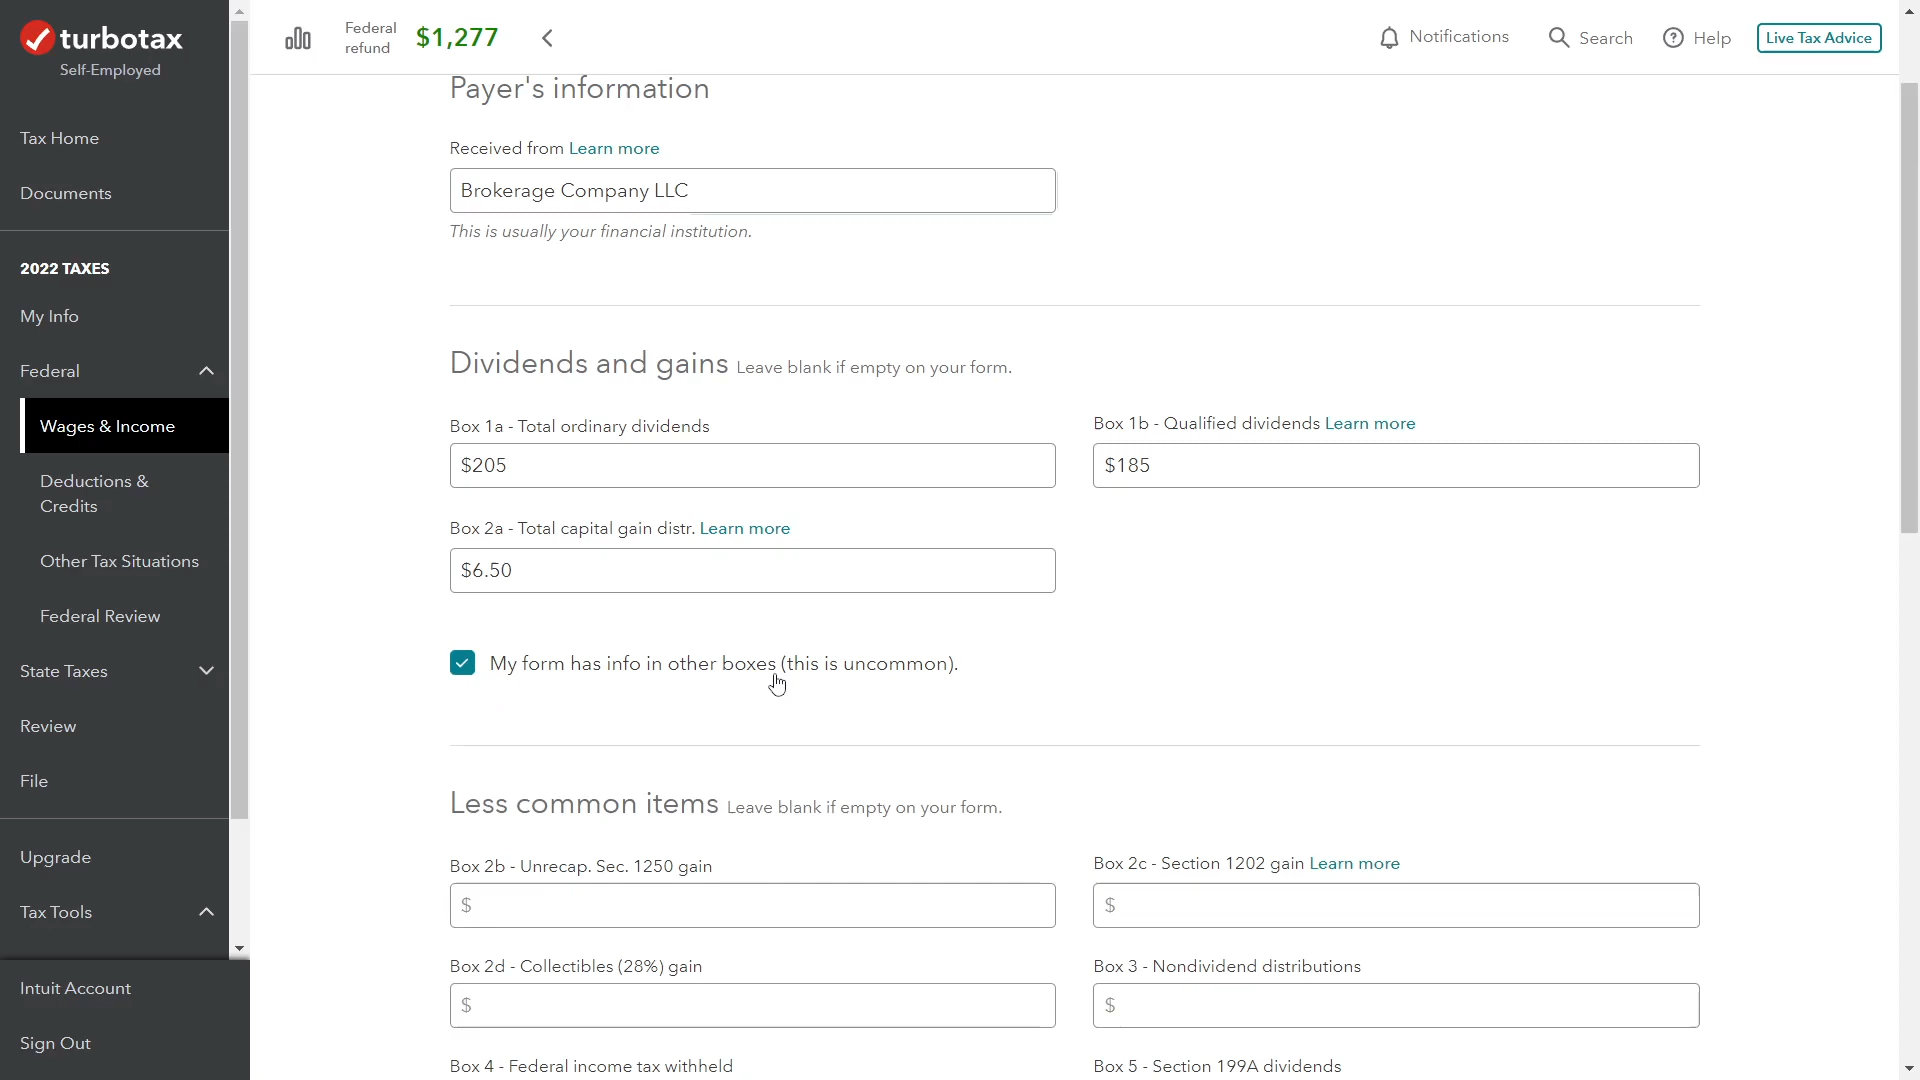 turbotax
Self-Employed
Tax Home
Documents
2022 TAXES
My Info
Federal
Wages & Income
Deductions &
Credits
Other Tax Situations
Federal Review
State Taxes
Review
File
Upgrade
Tax Tools
Intuit Account
Sign Out
Federal
refund
$1,277
Notifications
Search
Help
Live Tax Advice
Payer's information
Received from Learn more
Brokerage Company LLC
This is usually your financial institution.
Dividends and gains Leave blank if empty on your form.
Box 1a - Total ordinary dividends
$205
Box 1b - Qualified dividends Learn more
$185
Box 2a - Total capital gain distr. Learn more
$6.50
My form has info in other boxes (this is uncommon).
Less common items Leave blank if empty on your form.
Box 2b - Unrecap. Sec. 1250 gain
$
Box 2c - Section 1202 gain Learn more
$
Box 2d - Collectibles (28%) gain
$
Box 3 - Nondividend distributions
$
Box 4 - Federal income tax withheld
Box 5 - Section 199A dividends